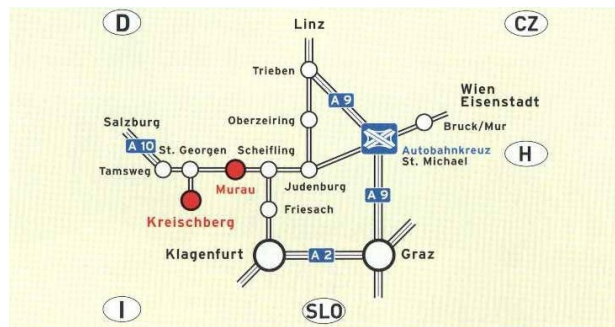 D
CZ
Linz
Trieben
A 9
Wien
Eisenstadt
Oberzeiring
Salzburg
Bruck/Mur
A 10
St. Georgen
Scheifling
Autobahnkreuz
St. Michael
H
Tamsweg
Murau
Judenburg
A 9
Kreischberg
Friesach
Klagenfurt
A 2
Graz
I
SLO